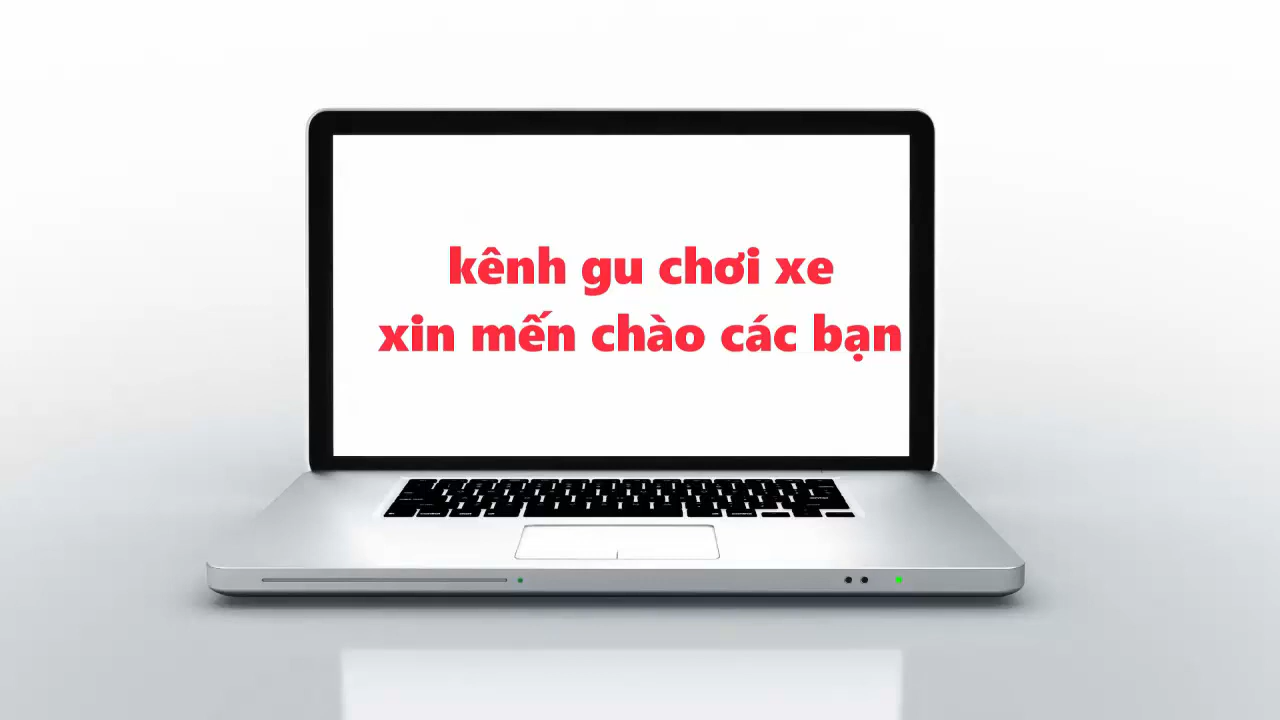 kênh gu chơi xe
xin mến chào các bạn